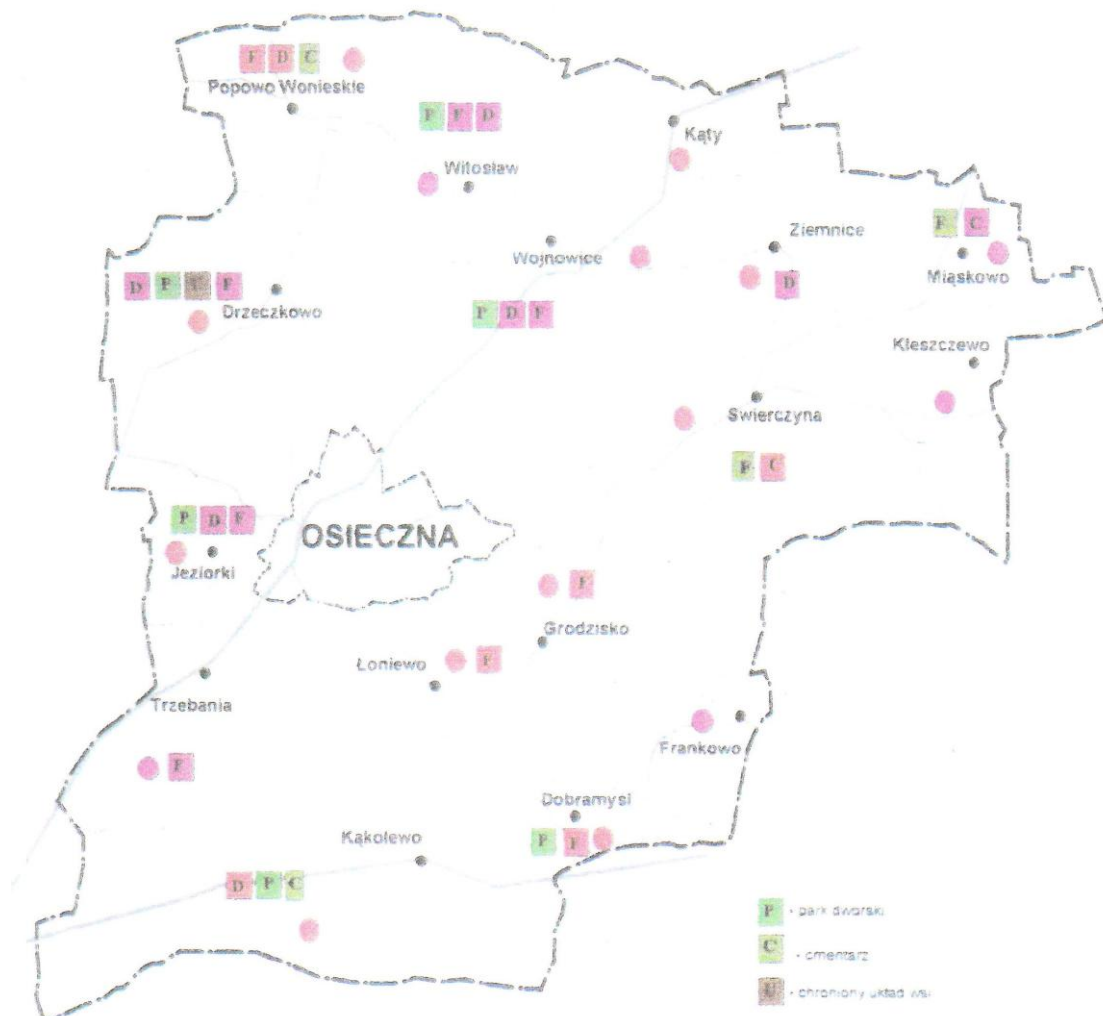 F D C
Popowo Wonieskie
P F D
Witosław
Kąty
Wojnowice
Ziemnice
D
F C
Miąskowo
D P U F
Drzeczkowo
P D F
Kleszczewo
Swierczyna
F C
P D F
Jeziorki
OSIECZNA
F
Grodzisko
Łoniewo
F
Trzebania
F
Frankowo
Dobramysl
P F
Kąkolewo
D P C
P - park dworski
C - cmentarz
U - chroniony układ wsi